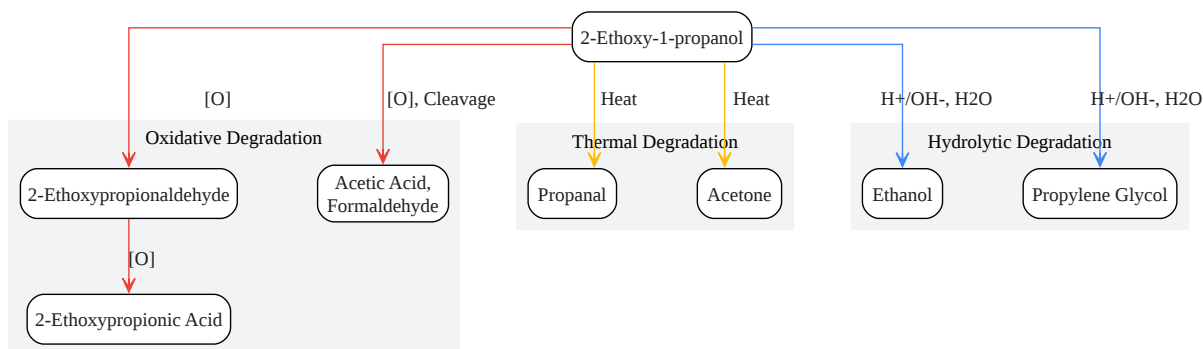 2-Ethoxy-1-propanol
[O]
[O], Cleavage
Heat
Heat
H+/OH-, H2O
H+/OH-, H2O
Oxidative Degradation
Thermal Degradation
Hydrolytic Degradation
2-Ethoxypropionaldehyde
Acetic Acid,
Formaldehyde
Propanal
Acetone
Ethanol
Propylene Glycol
[O]
2-Ethoxypropionic Acid